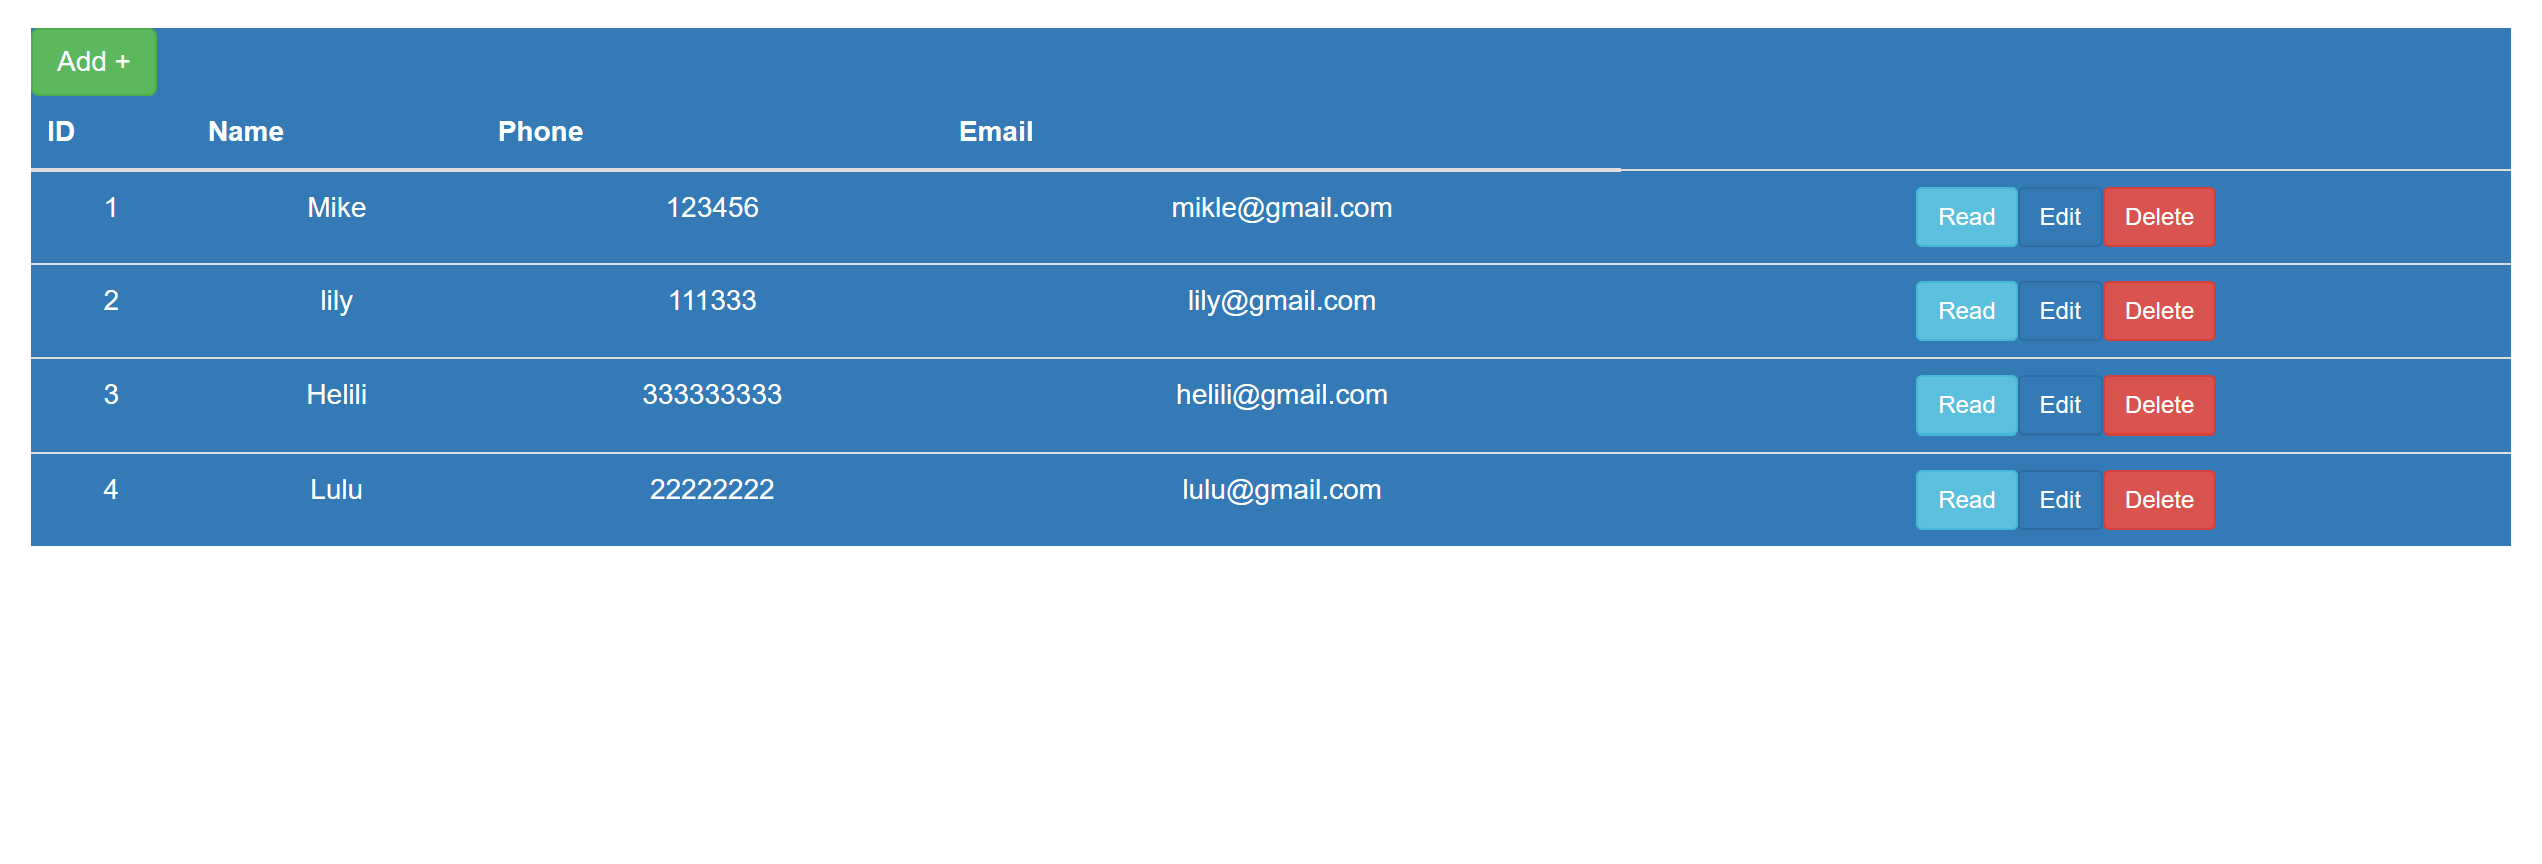 Add +
ID Name Phone Email
1 Mike 123456 mikle@gmail.com Read Edit Delete
2 lily 111333 lily@gmail.com Read Edit Delete
3 Helili 333333333 helili@gmail.com Read Edit Delete
4 Lulu 22222222 lulu@gmail.com Read Edit Delete